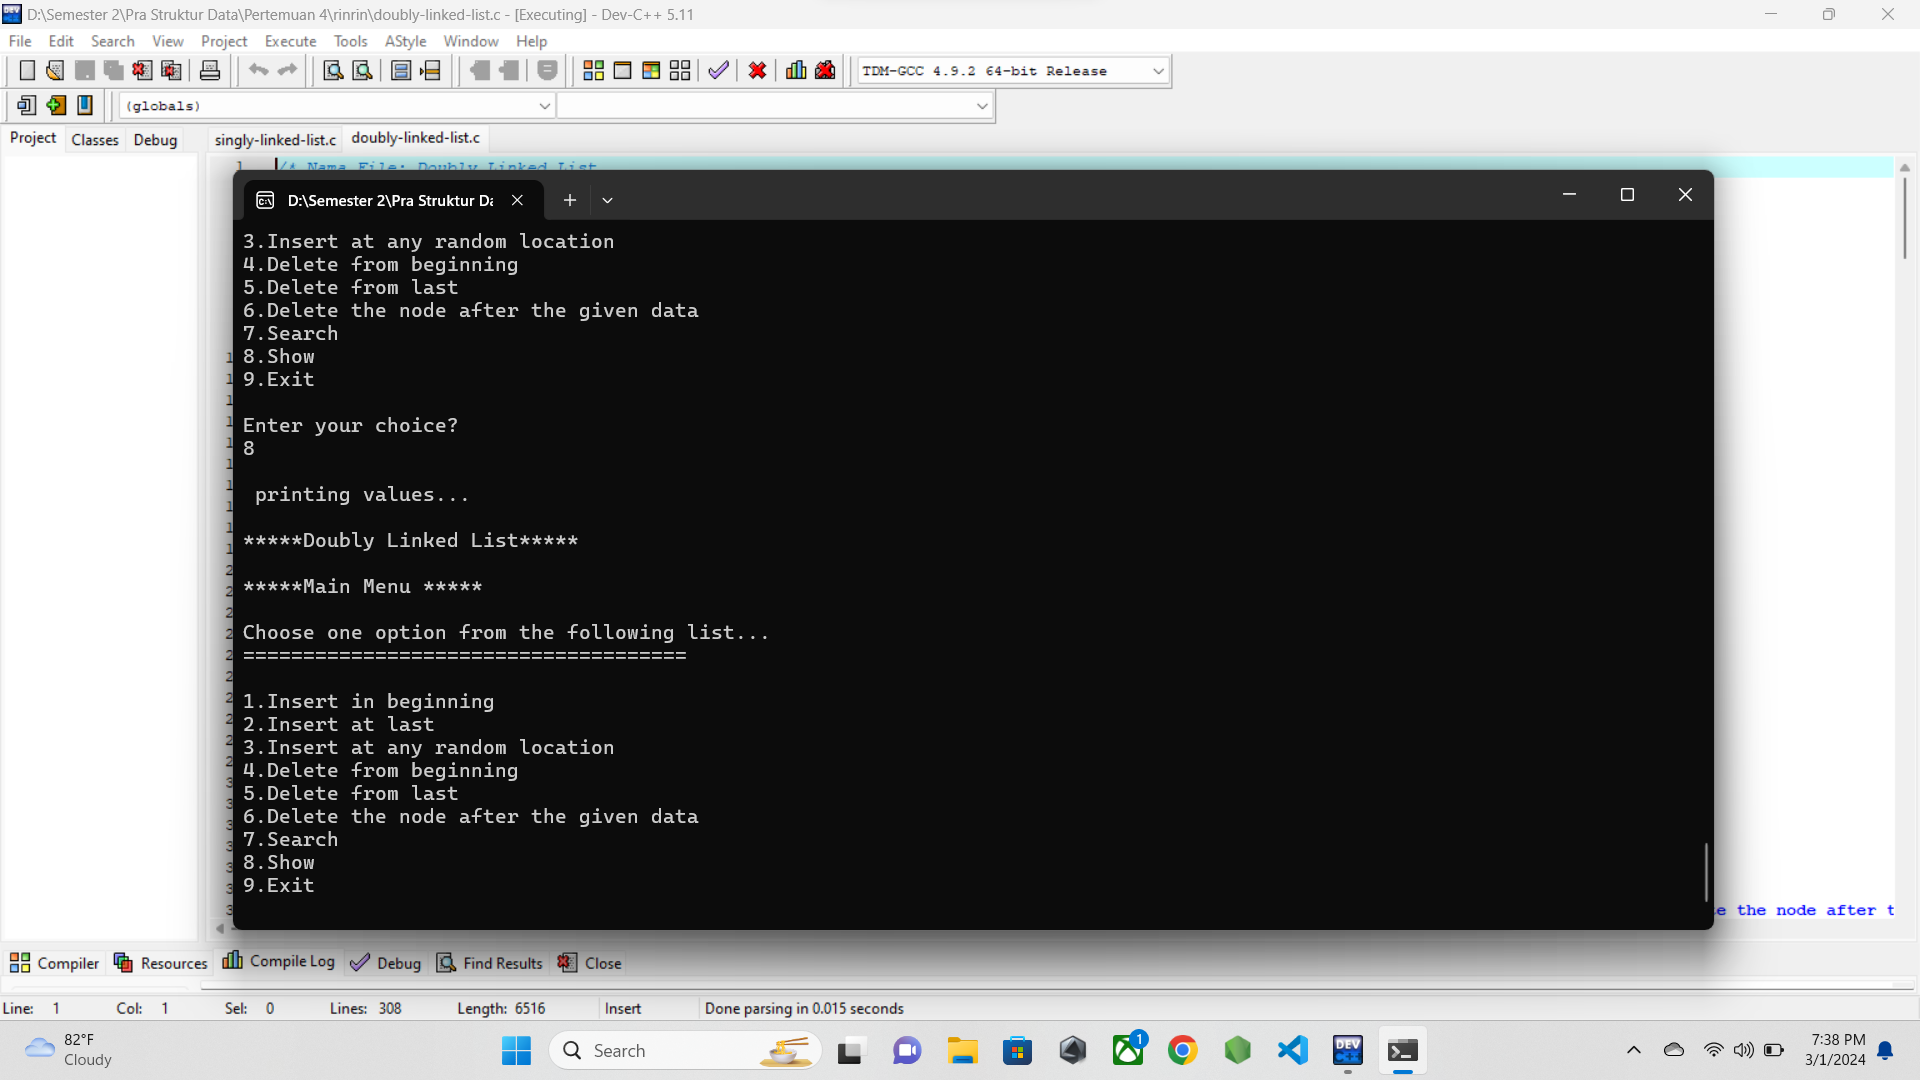 D:\Semester 2\Pra Struktur Data\Pertemuan 4\rinrin\doubly-linked-list.c - [Executing] - Dev-C++ 5.11
File Edit Search View Project Execute Tools AStyle Window Help
TDM-GCC 4.9.2 64-bit Release
(globals)
Project Classes Debug singly-linked-list.c doubly-linked-list.c
1 /* Nama File: Doubly Linked List
D:\Semester 2\Pra Struktur Da
3.Insert at any random location
4.Delete from beginning
5.Delete from last
6.Delete the node after the given data
7.Search
8.Show
9.Exit
Enter your choice?
8
printing values...
*****Doubly Linked List*****
*****Main Menu *****
Choose one option from the following list...
=====================================
1.Insert in beginning
2.Insert at last
3.Insert at any random location
4.Delete from beginning
5.Delete from last
6.Delete the node after the given data
7.Search
8.Show
9.Exit
the node after t
Compiler Resources Compile Log Debug Find Results Close
Line: 1 Col: 1 Sel: 0 Lines: 308 Length: 6516 Insert Done parsing in 0.015 seconds
82°F
Cloudy
Search
1
DEV
C++
7:38 PM
3/1/2024